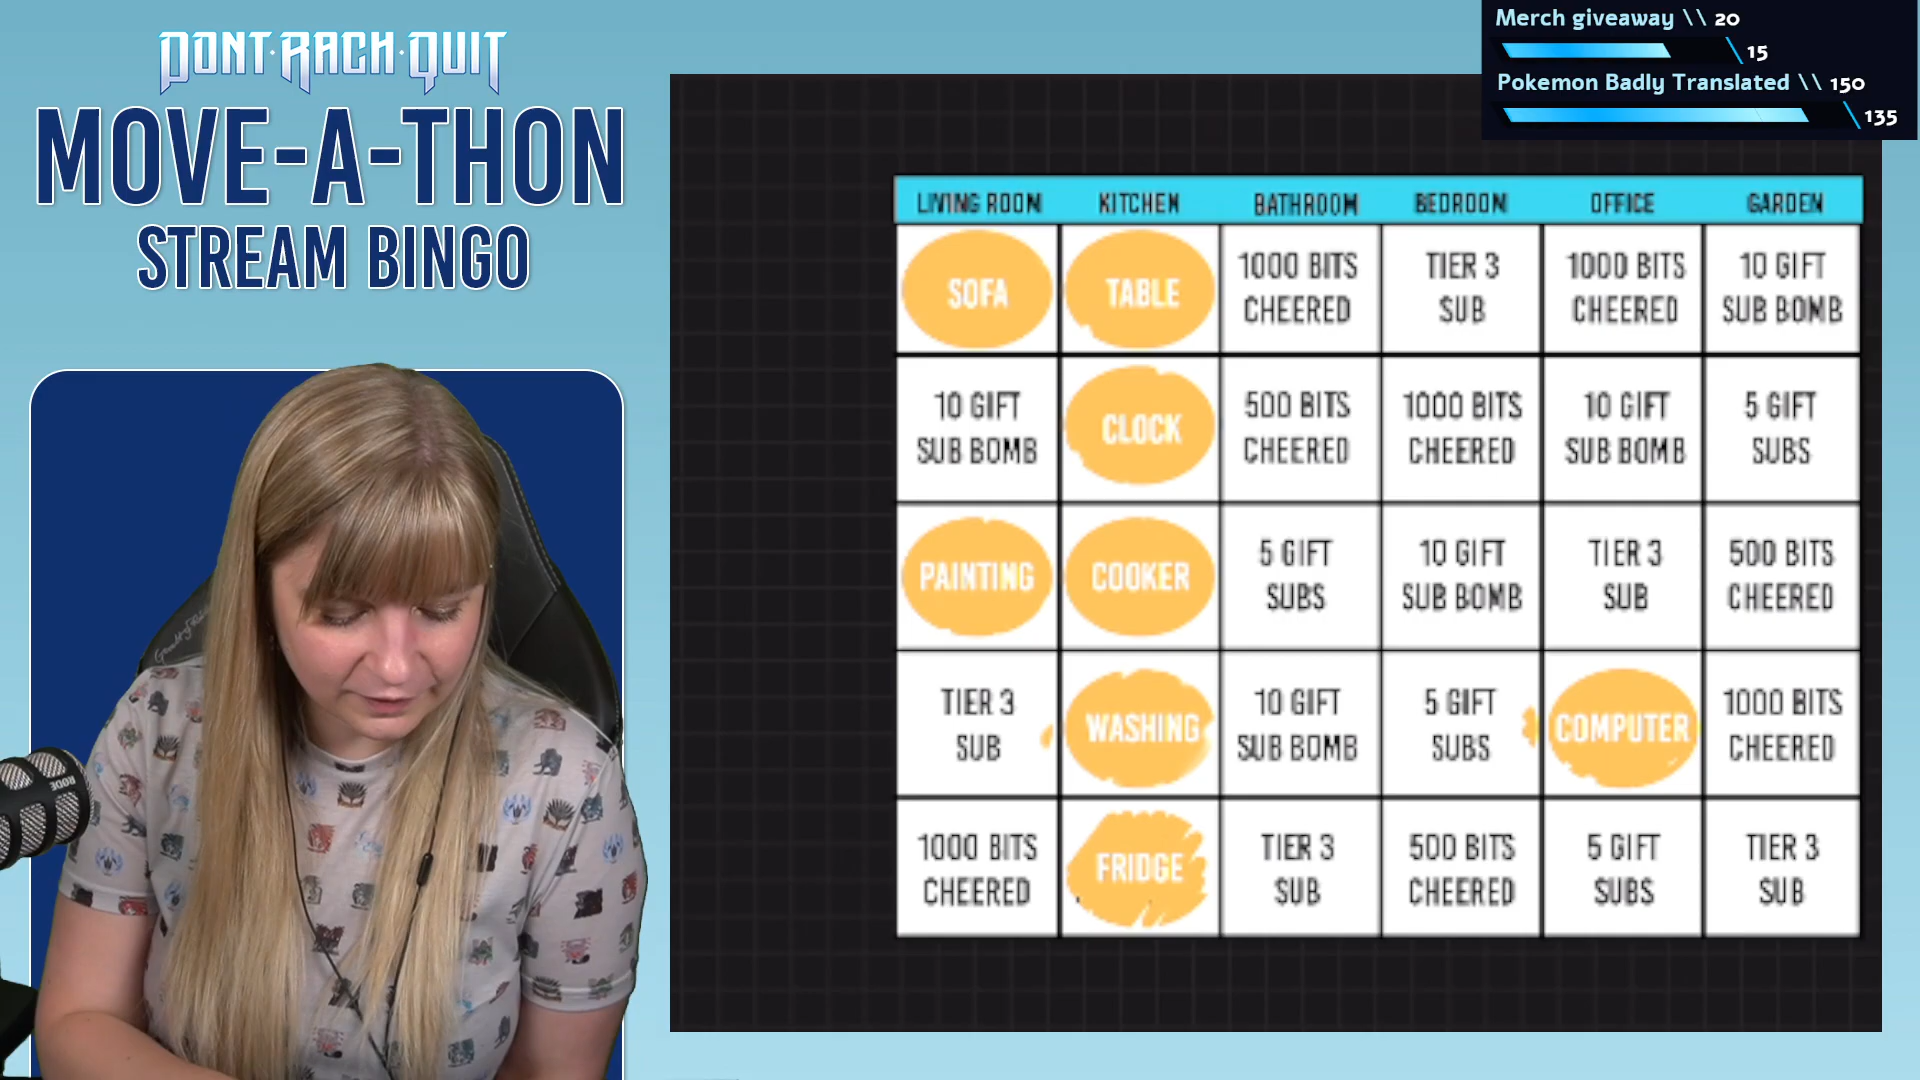 DONT·RACH·QUIT
MOVE-A-THON
STREAM BINGO
Merch giveaway \\ 20
15
Pokemon Badly Translated \\ 150
135
LIVING ROOM KITCHEN BATHROOM BEDROOM OFFICE GARDEN
SOFA TABLE 1000 BITS CHEERED TIER 3 SUB 1000 BITS CHEERED 10 GIFT SUB BOMB
10 GIFT SUB BOMB CLOCK 500 BITS CHEERED 1000 BITS CHEERED 10 GIFT SUB BOMB 5 GIFT SUBS
PAINTING COOKER 5 GIFT SUBS 10 GIFT SUB BOMB TIER 3 SUB 500 BITS CHEERED
TIER 3 SUB WASHING 10 GIFT SUB BOMB 5 GIFT SUBS COMPUTER 1000 BITS CHEERED
1000 BITS CHEERED FRIDGE TIER 3 SUB 500 BITS CHEERED 5 GIFT SUBS TIER 3 SUB
RODE